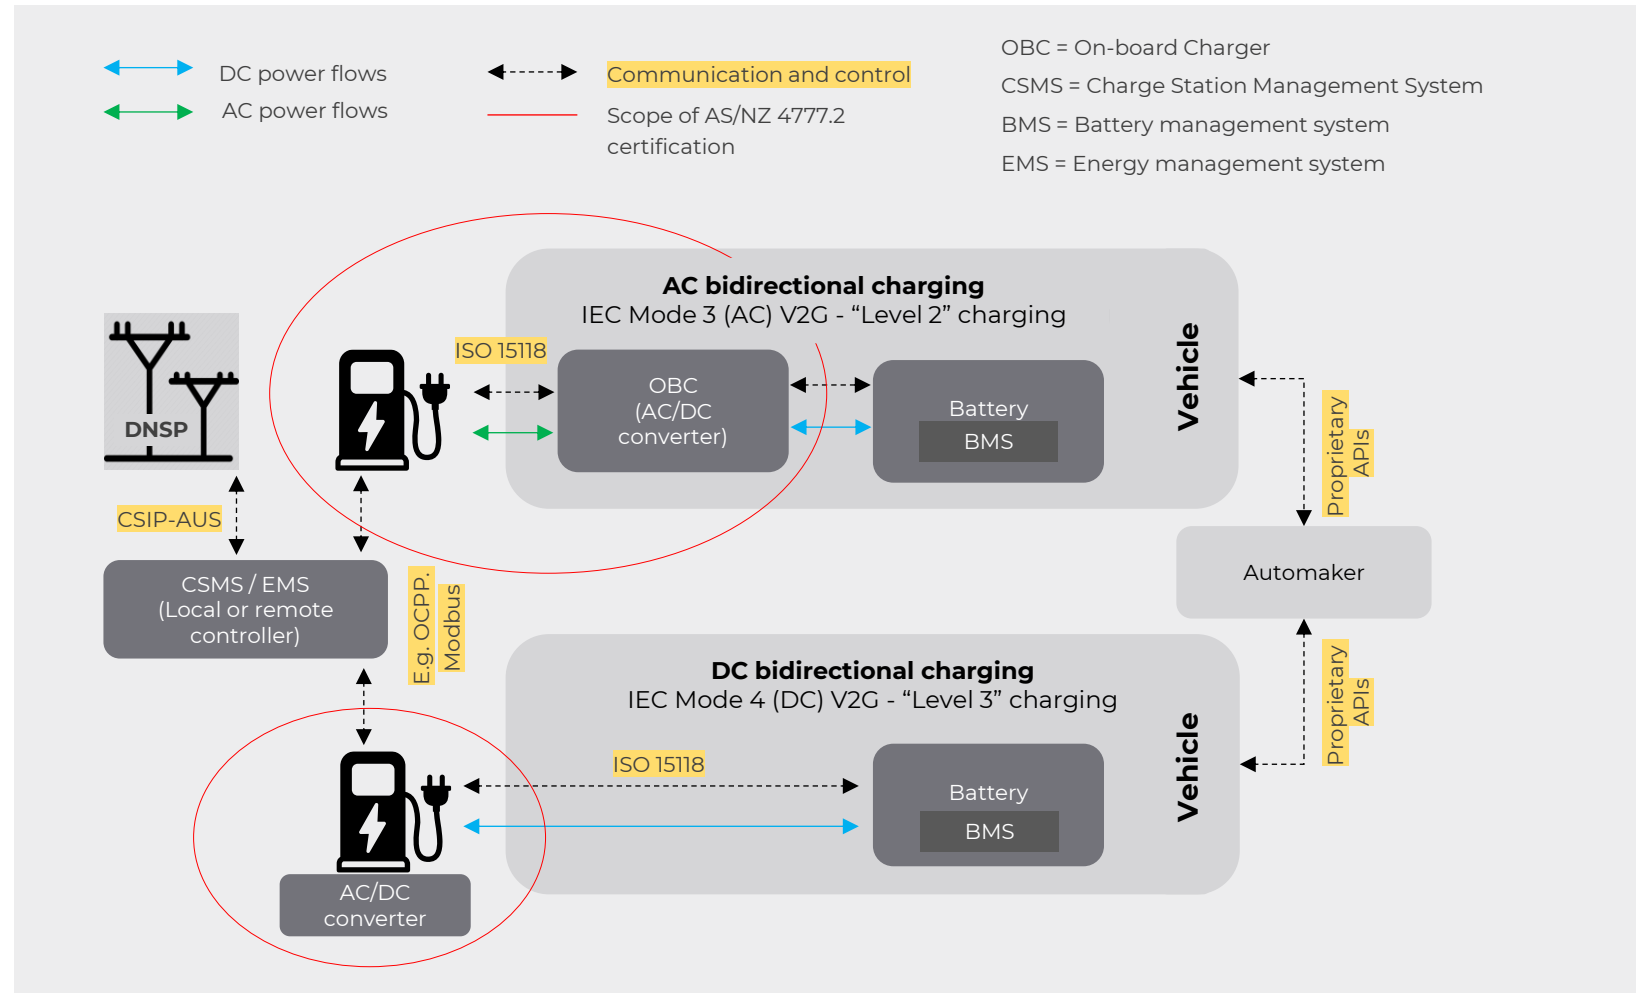 DC power flows
AC power flows
Communication and control
Scope of AS/NZ 4777.2
certification
OBC = On-board Charger
CSMS = Charge Station Management System
BMS = Battery management system
EMS = Energy management system
AC bidirectional charging
IEC Mode 3 (AC) V2G - “Level 2” charging
ISO 15118
OBC
(AC/DC
converter)
Battery
BMS
Vehicle
DNSP
CSIP-AUS
CSMS / EMS
(Local or remote
controller)
E.g. OCPP.
Modbus
Proprietary
APIs
Automaker
Proprietary
APIs
DC bidirectional charging
IEC Mode 4 (DC) V2G - “Level 3” charging
ISO 15118
Battery
BMS
Vehicle
AC/DC
converter